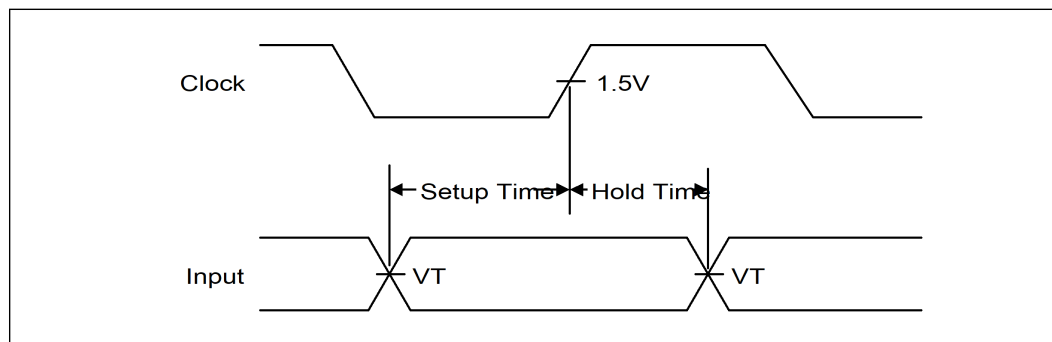 Clock
1.5V
Setup Time
Hold Time
Input
VT
VT